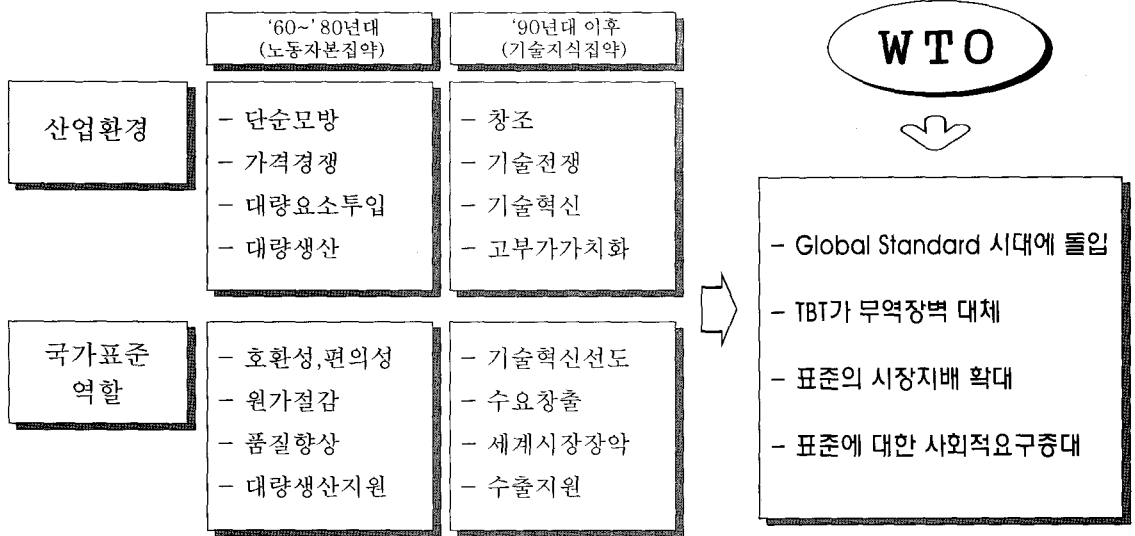 '60~'80년대
(노동자본집약)
'90년대 이후
(기술지식집약)
산업환경
– 단순모방
– 가격경쟁
– 대량요소투입
– 대량생산
– 창조
– 기술전쟁
– 기술혁신
– 고부가가치화
국가표준
역할
– 호환성,편의성
– 원가절감
– 품질향상
– 대량생산지원
– 기술혁신선도
– 수요창출
– 세계시장장악
– 수출지원
WTO
– Global Standard 시대에 돌입
– TBT가 무역장벽 대체
– 표준의 시장지배 확대
– 표준에 대한 사회적요구증대